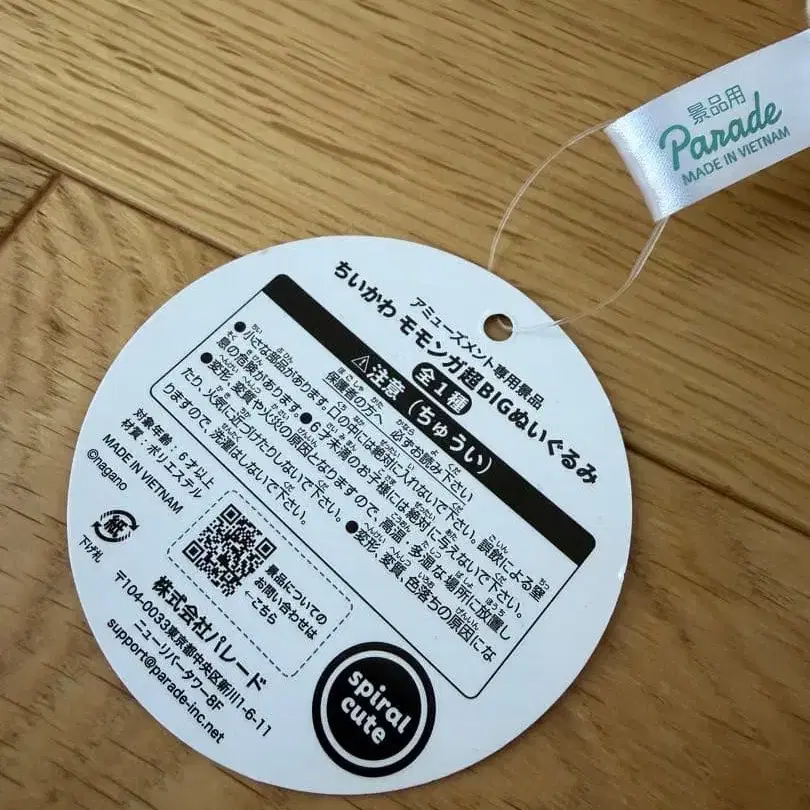 景品用
Parade
MADE IN VIETNAM
アミューズメント専用景品
ちいかわ モモンガ超BIGぬいぐるみ
全1種
⚠注意(ちゅうい)
保護者の方へ 必ずお読み下さい
●小さな部品があります。口の中には絶対に入れないで下さい。誤飲による窒
息の危険があります。●6才未満のお子様には絶対に与えないで下さい。
●変形、変質や火災の原因となりますので、高温・多湿な場所に放置し
たり、火気に近づけたりしないで下さい。●変形、変質、色落ちの原因にな
りますので、洗濯はしないで下さい。
対象年齢:6才以上
材質:ポリエステル
MADE IN VIETNAM
©nagano
紙
下げ札
景品についての
お問い合わせは
←こちら
株式会社パレード
〒104-0033東京都中央区新川1-6-11
ニューリバータワー8F
support@parade-inc.net
spiral
cute